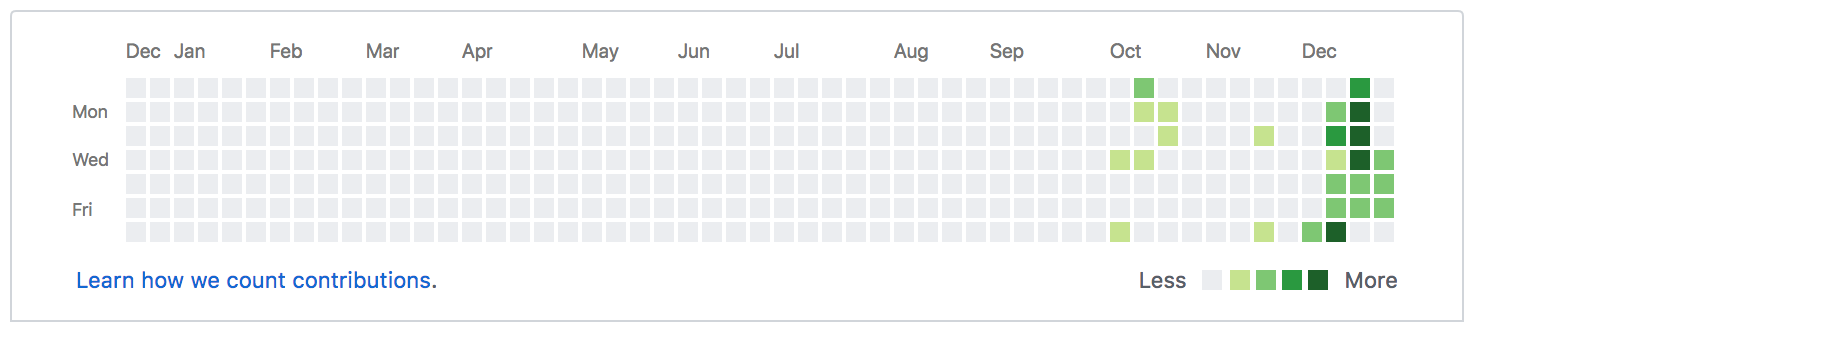 Dec Jan Feb Mar Apr May Jun Jul Aug Sep Oct Nov Dec
Mon
Wed
Fri
Learn how we count contributions. Less More